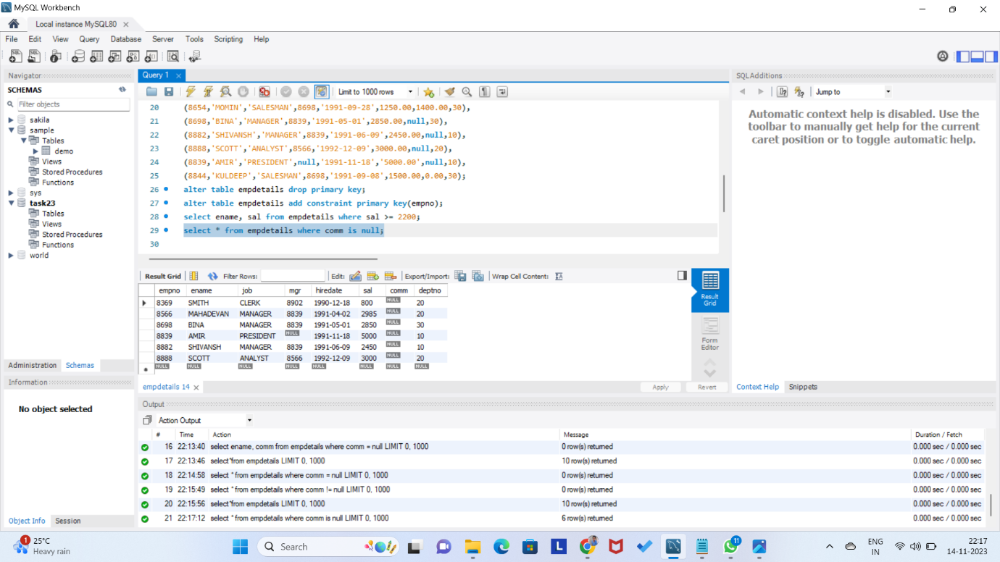 MySQL Workbench
Local instance MySQL80
File Edit View Query Database Server Tools Scripting Help
Navigator
SCHEMAS
Filter objects
sakila
sample
Tables
demo
Views
Stored Procedures
Functions
sys
task23
Tables
Views
Stored Procedures
Functions
world
Administration Schemas
Information
No object selected
Object Info Session
Query 1
Limit to 1000 rows
20 (8654,'MOMIN','SALESMAN',8698,'1991-09-28',1250.00,1400.00,30),
21 (8698,'BINA','MANAGER',8839,'1991-05-01',2850.00,null,30),
22 (8882,'SHIVANSH','MANAGER',8839,'1991-06-09',2450.00,null,10),
23 (8888,'SCOTT','ANALYST',8566,'1992-12-09',3000.00,null,20),
24 (8839,'AMIR','PRESIDENT',null,'1991-11-18','5000.00',null,10),
25 (8844,'KULDEEP','SALESMAN',8698,'1991-09-08',1500.00,0.00,30);
26 alter table empdetails drop primary key;
27 alter table empdetails add constraint primary key(empno);
28 select ename, sal from empdetails where sal >= 2200;
29 select * from empdetails where comm is null;
30
Result Grid Filter Rows: Edit: Export/Import: Wrap Cell Content:
empno ename job mgr hiredate sal comm deptno
8369 SMITH CLERK 8902 1990-12-18 800 NULL 20
8566 MAHADEVAN MANAGER 8839 1991-04-02 2985 NULL 20
8698 BINA MANAGER 8839 1991-05-01 2850 NULL 30
8839 AMIR PRESIDENT NULL 1991-11-18 5000 NULL 10
8882 SHIVANSH MANAGER 8839 1991-06-09 2450 NULL 10
8888 SCOTT ANALYST 8566 1992-12-09 3000 NULL 20
NULL NULL NULL NULL NULL NULL NULL NULL
Result
Grid
Form
Editor
empdetails 14
Apply Revert
SQLAdditions
Jump to
Automatic context help is disabled. Use the
toolbar to manually get help for the current
caret position or to toggle automatic help.
Context Help Snippets
Output
Action Output
# Time Action Message Duration / Fetch
16 22:13:40 select ename, comm from empdetails where comm = null LIMIT 0, 1000 0 row(s) returned 0.000 sec / 0.000 sec
17 22:13:46 select*from empdetails LIMIT 0, 1000 10 row(s) returned 0.000 sec / 0.000 sec
18 22:14:58 select * from empdetails where comm = null LIMIT 0, 1000 0 row(s) returned 0.000 sec / 0.000 sec
19 22:15:49 select * from empdetails where comm != null LIMIT 0, 1000 0 row(s) returned 0.000 sec / 0.000 sec
20 22:15:56 select*from empdetails LIMIT 0, 1000 10 row(s) returned 0.000 sec / 0.000 sec
21 22:17:12 select * from empdetails where comm is null LIMIT 0, 1000 6 row(s) returned 0.000 sec / 0.000 sec
1
25°C
Heavy rain
Search
L
11
ENG
IN
22:17
14-11-2023